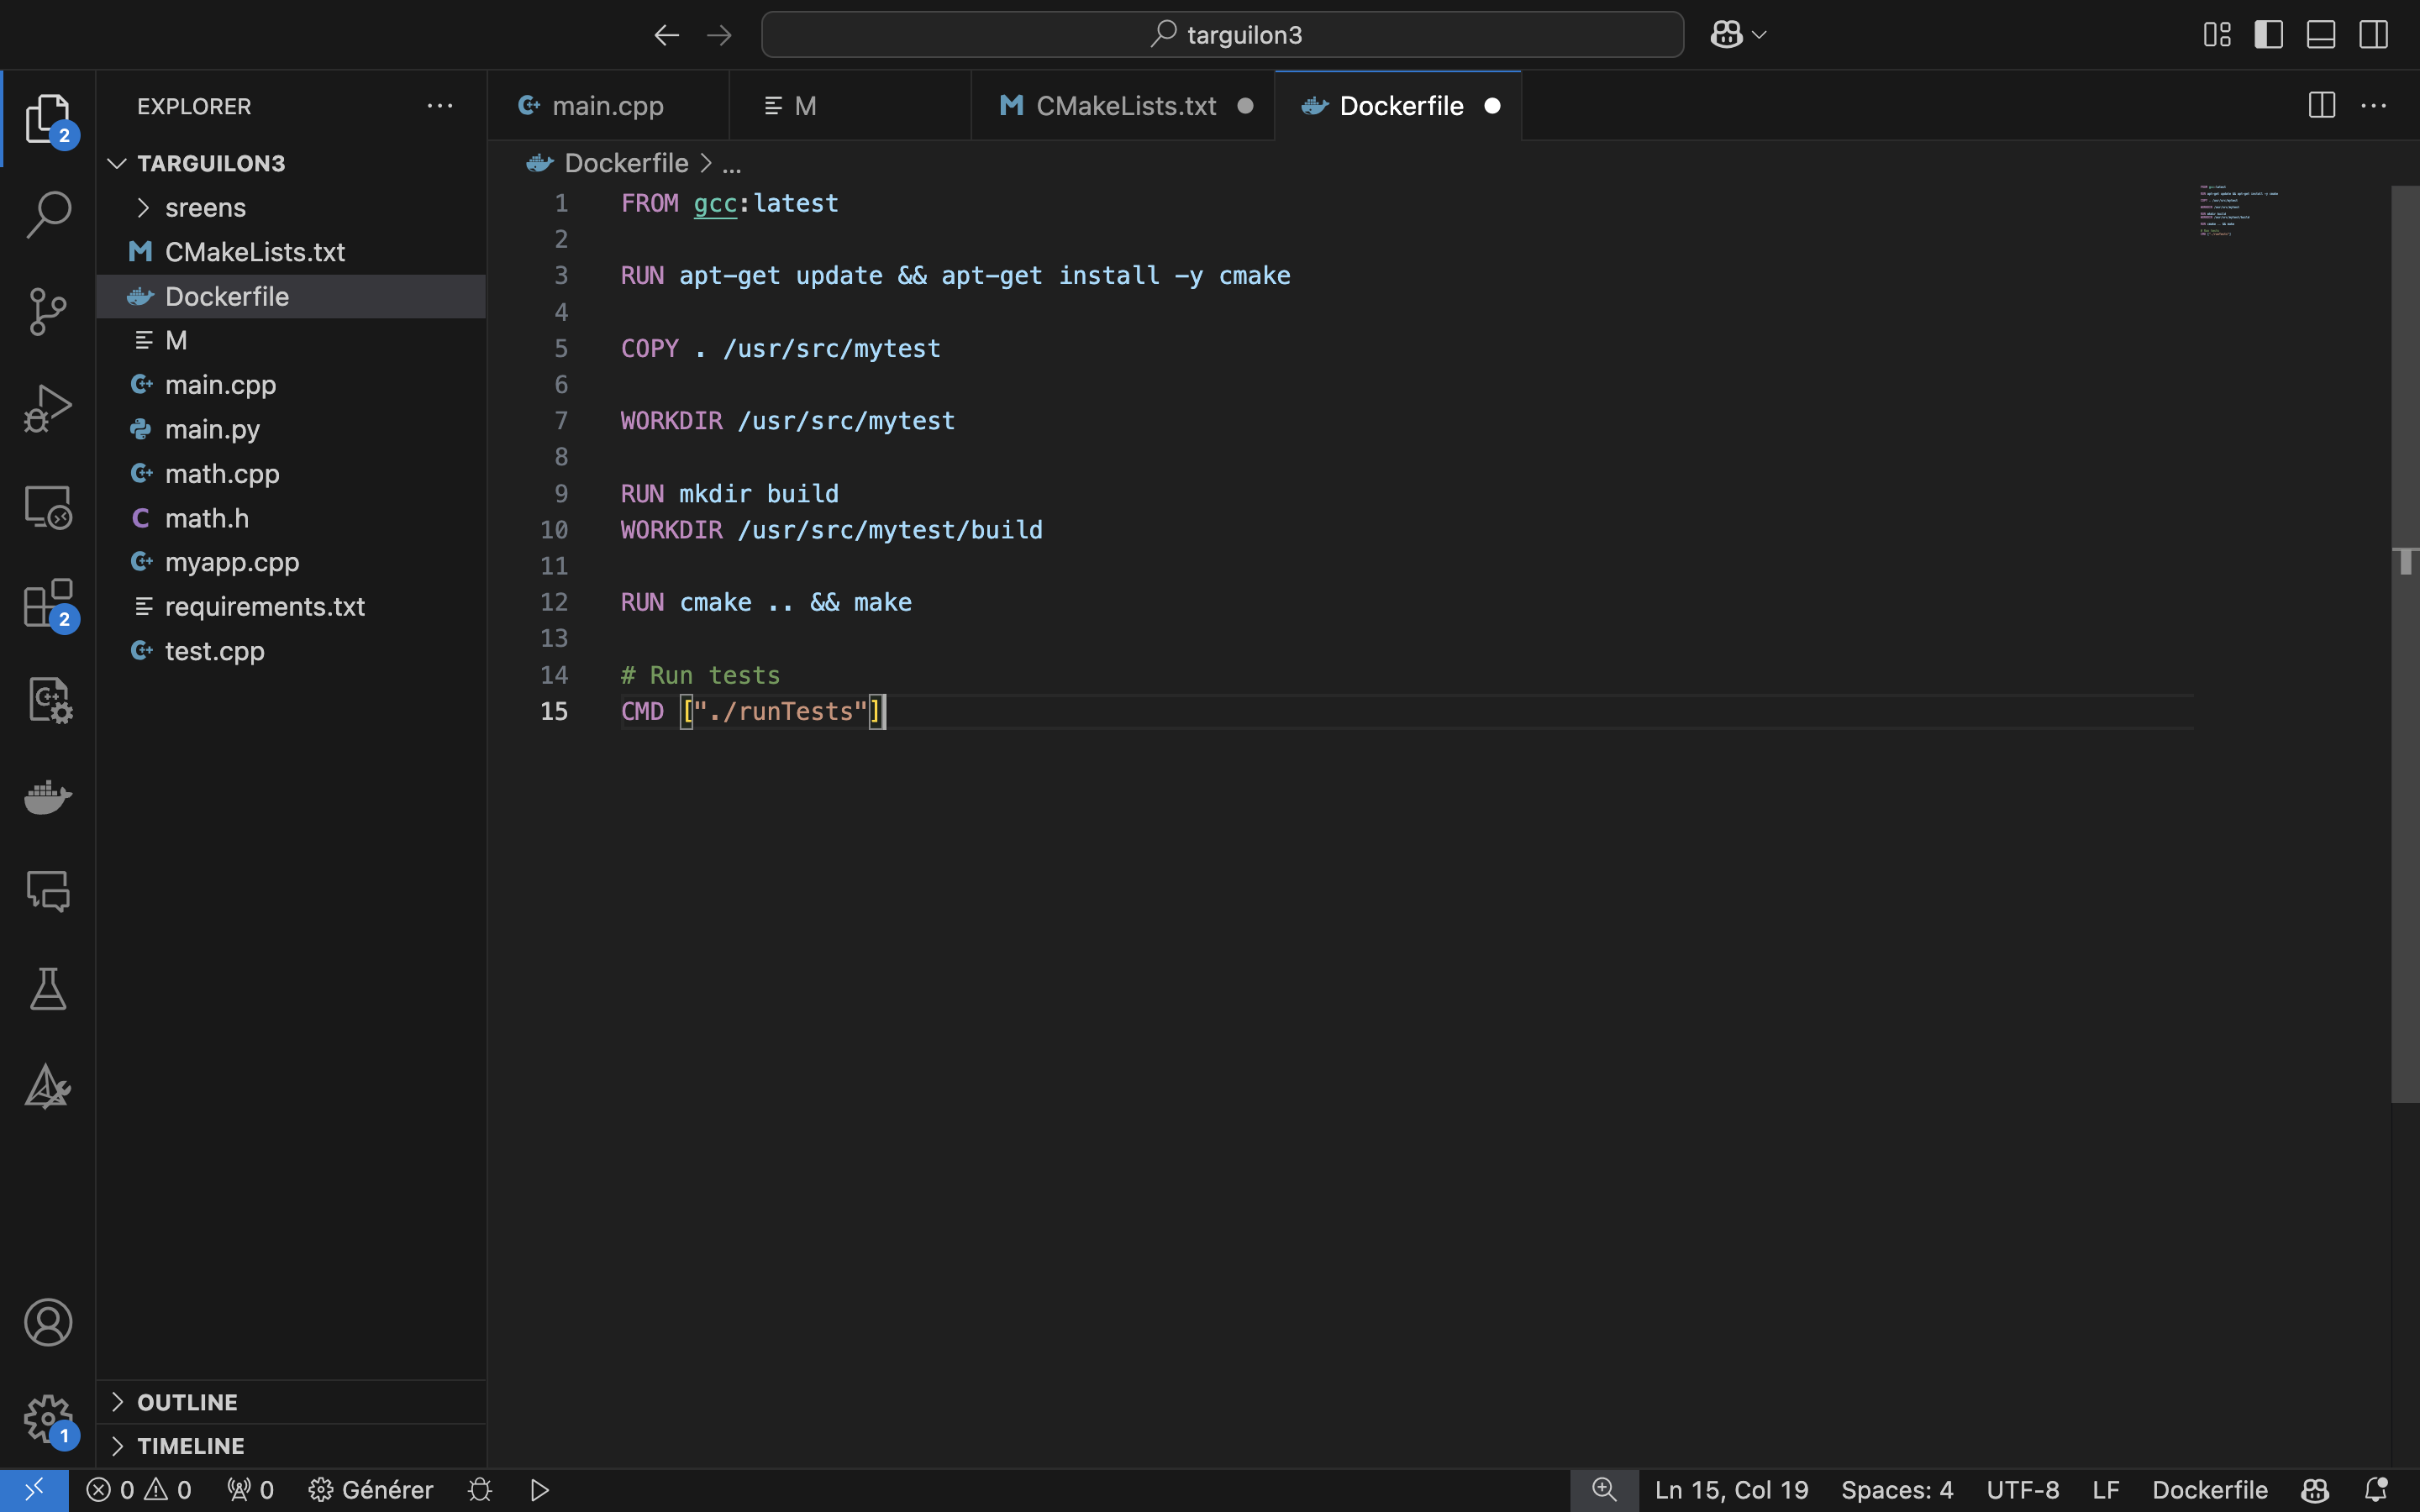 targuilon3
EXPLORER
main.cpp
M
CMakeLists.txt
Dockerfile
2
TARGUILON3
sreens
CMakeLists.txt
Dockerfile
M
main.cpp
main.py
math.cpp
math.h
myapp.cpp
requirements.txt
test.cpp
2
Dockerfile > ...
1 FROM gcc:latest
2
3 RUN apt-get update && apt-get install -y cmake
4
5 COPY . /usr/src/mytest
6
7 WORKDIR /usr/src/mytest
8
9 RUN mkdir build
10 WORKDIR /usr/src/mytest/build
11
12 RUN cmake .. && make
13
14 # Run tests
15 CMD ["./runTests"]
OUTLINE
TIMELINE
1
0 0 0 Générer Ln 15, Col 19 Spaces: 4 UTF-8 LF Dockerfile